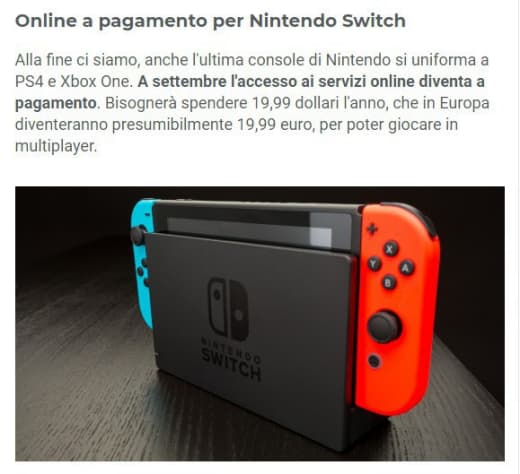 Online a pagamento per Nintendo Switch
Alla fine ci siamo, anche l'ultima console di Nintendo si uniforma a
PS4 e Xbox One. A settembre l'accesso ai servizi online diventa a
pagamento. Bisognerà spendere 19,99 dollari l'anno, che in Europa
diventeranno presumibilmente 19,99 euro, per poter giocare in
multiplayer.
X
Y A
B
NINTENDO
SWITCH